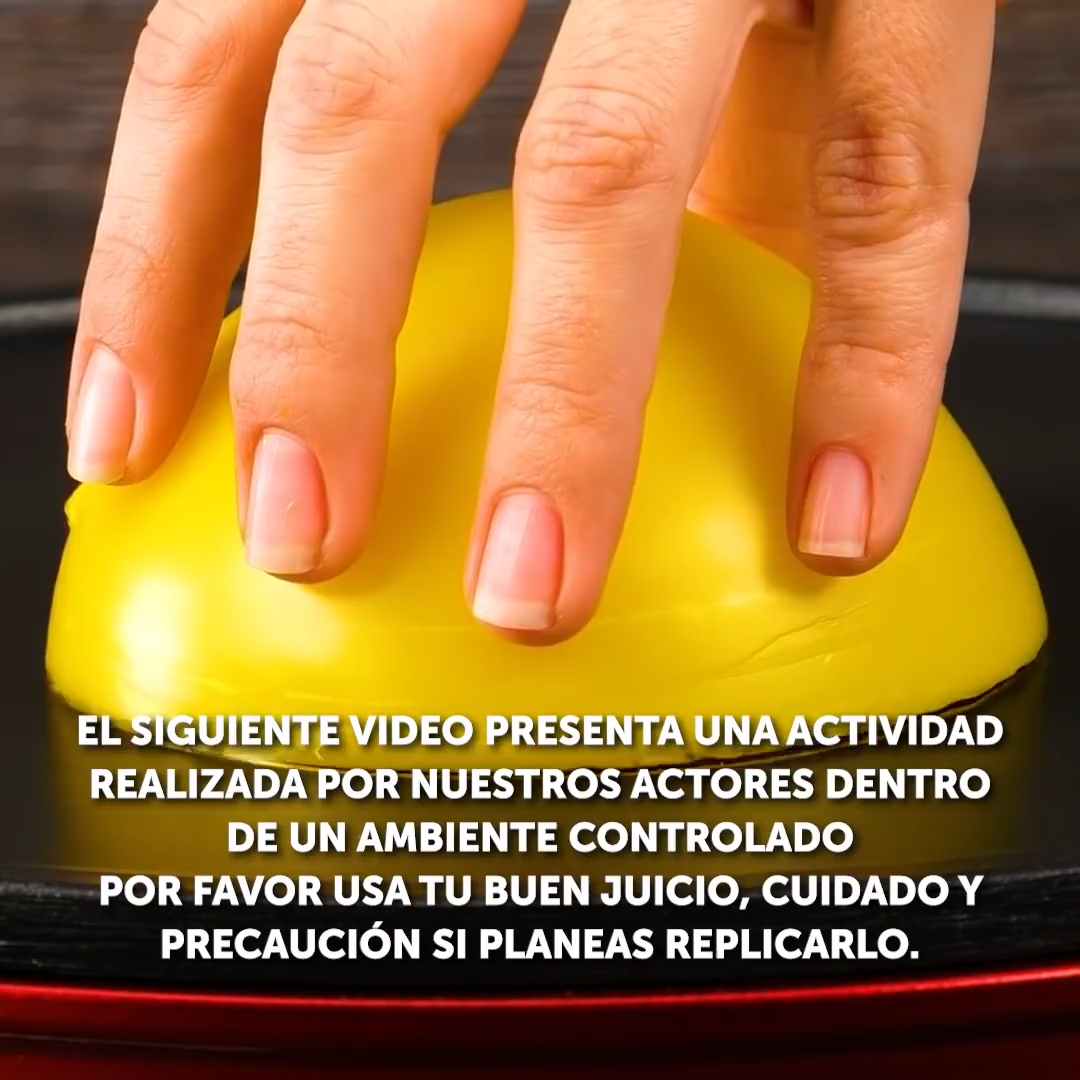 EL SIGUIENTE VIDEO PRESENTA UNA ACTIVIDAD
REALIZADA POR NUESTROS ACTORES DENTRO
DE UN AMBIENTE CONTROLADO
POR FAVOR USA TU BUEN JUICIO, CUIDADO Y
PRECAUCIÓN SI PLANEAS REPLICARLO.